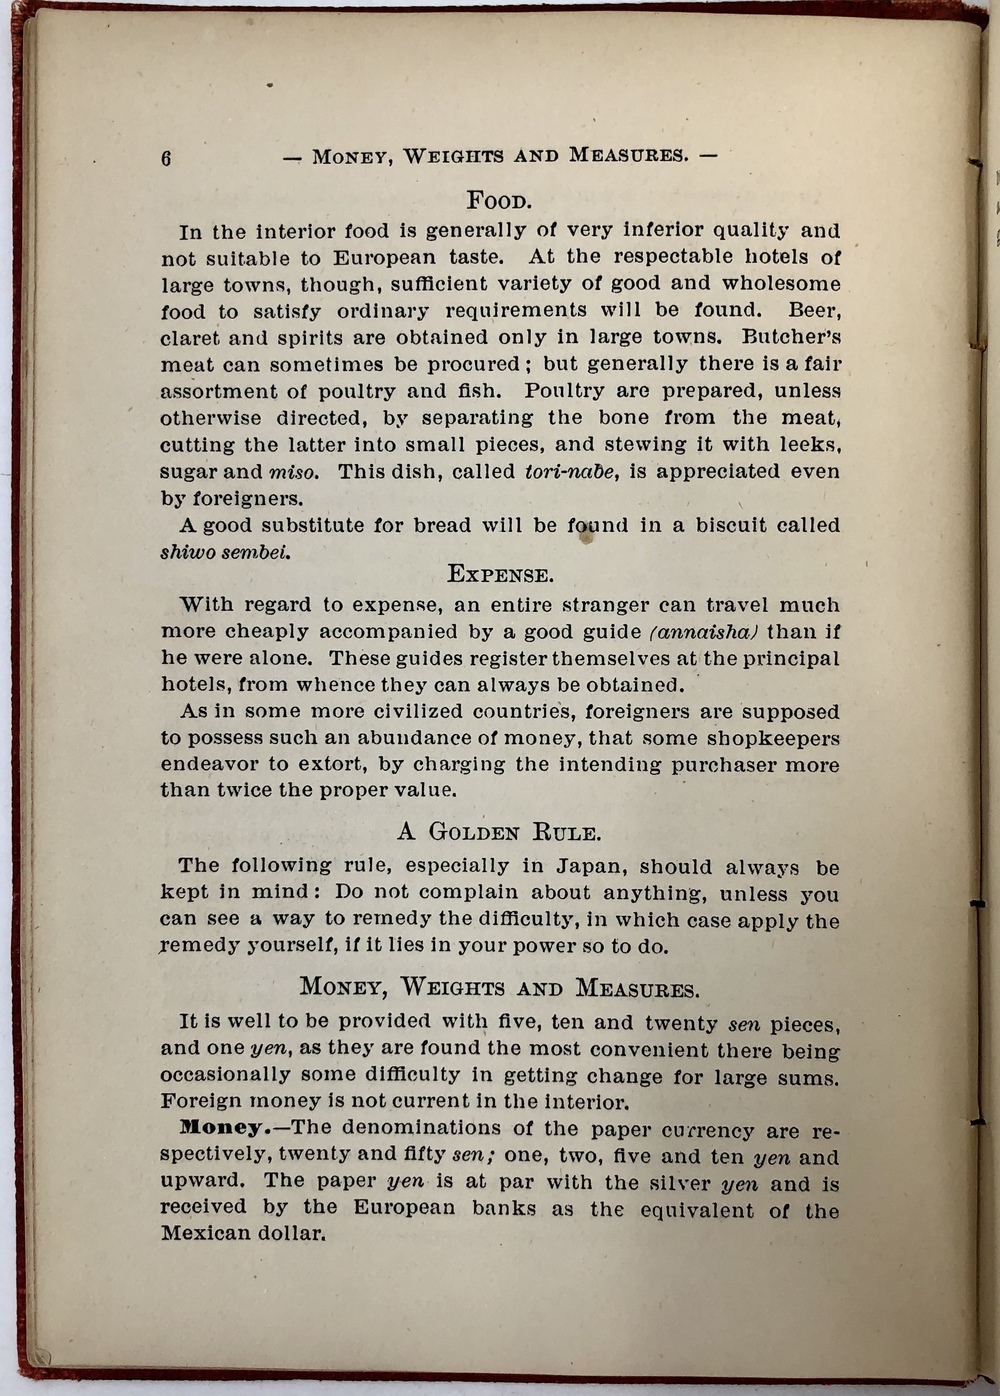 6 — Money, Weights and Measures. —
Food.
In the interior food is generally of very inferior quality and
not suitable to European taste. At the respectable hotels of
large towns, though, sufficient variety of good and wholesome
food to satisfy ordinary requirements will be found. Beer,
claret and spirits are obtained only in large towns. Butcher's
meat can sometimes be procured; but generally there is a fair
assortment of poultry and fish. Poultry are prepared, unless
otherwise directed, by separating the bone from the meat,
cutting the latter into small pieces, and stewing it with leeks,
sugar and miso. This dish, called tori-nabe, is appreciated even
by foreigners.
A good substitute for bread will be found in a biscuit called
shiwo sembei.
Expense.
With regard to expense, an entire stranger can travel much
more cheaply accompanied by a good guide (annaisha) than if
he were alone. These guides register themselves at the principal
hotels, from whence they can always be obtained.
As in some more civilized countries, foreigners are supposed
to possess such an abundance of money, that some shopkeepers
endeavor to extort, by charging the intending purchaser more
than twice the proper value.
A Golden Rule.
The following rule, especially in Japan, should always be
kept in mind: Do not complain about anything, unless you
can see a way to remedy the difficulty, in which case apply the
remedy yourself, if it lies in your power so to do.
Money, Weights and Measures.
It is well to be provided with five, ten and twenty sen pieces,
and one yen, as they are found the most convenient there being
occasionally some difficulty in getting change for large sums.
Foreign money is not current in the interior.
Money.—The denominations of the paper currency are re-
spectively, twenty and fifty sen; one, two, five and ten yen and
upward. The paper yen is at par with the silver yen and is
received by the European banks as the equivalent of the
Mexican dollar.